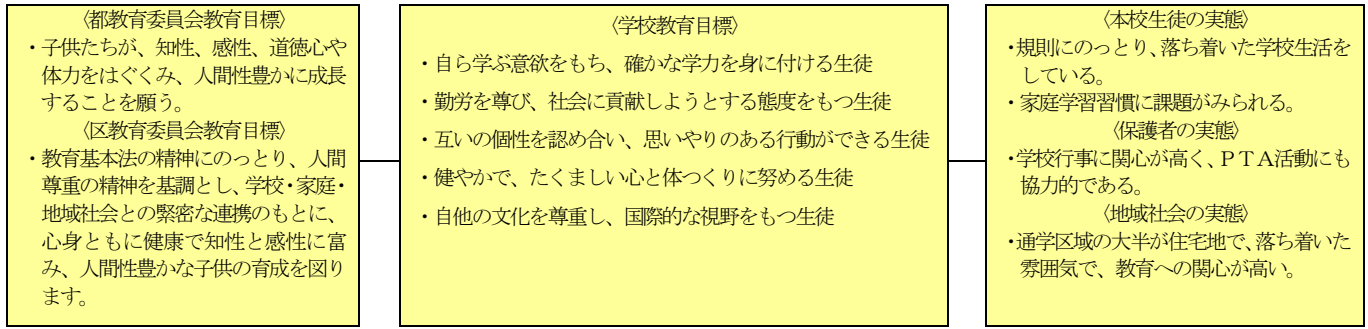 〈都教育委員会教育目標〉
・子供たちが、知性、感性、道徳心や
体力をはぐくみ、人間性豊かに成長
することを願う。
〈区教育委員会教育目標〉
・教育基本法の精神にのっとり、人間
尊重の精神を基調とし、学校・家庭・
地域社会との緊密な連携のもとに、
心身ともに健康で知性と感性に富
み、人間性豊かな子供の育成を図り
ます。
〈学校教育目標〉
・自ら学ぶ意欲をもち、確かな学力を身に付ける生徒
・勤労を尊び、社会に貢献しようとする態度をもつ生徒
・互いの個性を認め合い、思いやりのある行動ができる生徒
・健やかで、たくましい心と体つくりに努める生徒
・自他の文化を尊重し、国際的な視野をもつ生徒
〈本校生徒の実態〉
・規則にのっとり、落ち着いた学校生活を
している。
・家庭学習習慣に課題がみられる。
〈保護者の実態〉
・学校行事に関心が高く、ＰＴＡ活動にも
協力的である。
〈地域社会の実態〉
・通学区域の大半が住宅地で、落ち着いた
雰囲気で、教育への関心が高い。